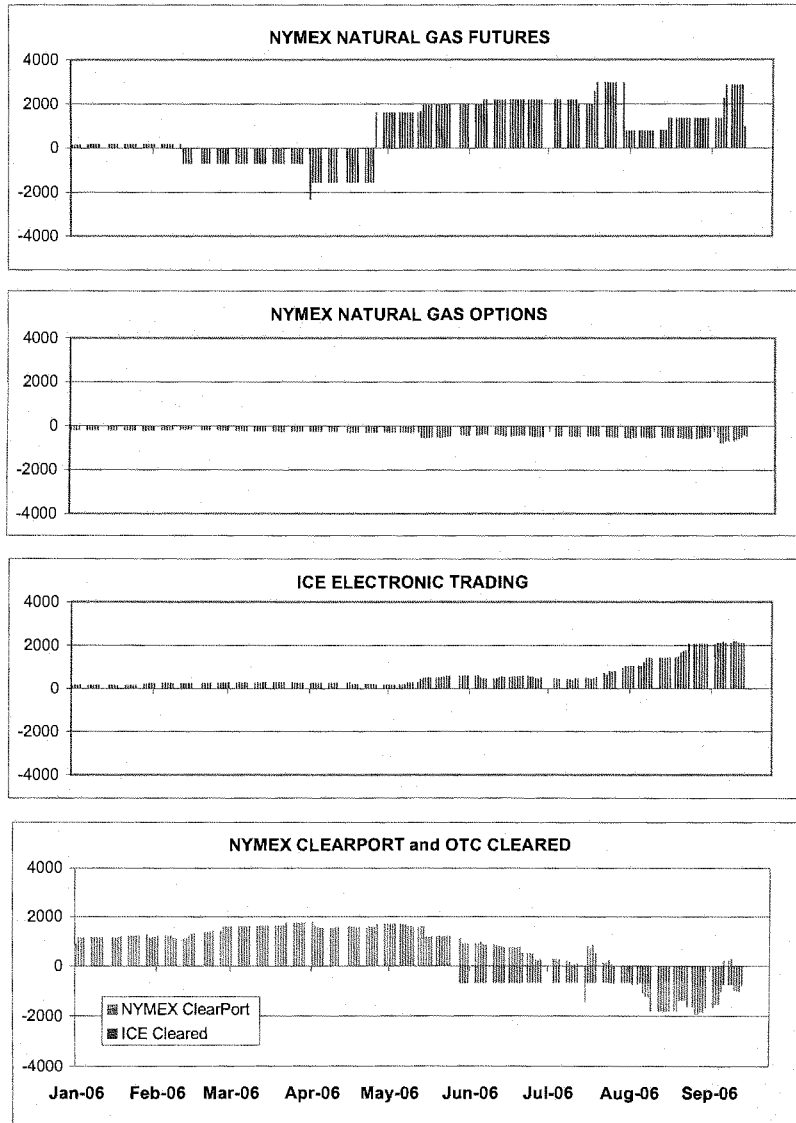 NYMEX NATURAL GAS FUTURES
4000
2000
0
-2000
-4000
NYMEX NATURAL GAS OPTIONS
4000
2000
0
-2000
-4000
ICE ELECTRONIC TRADING
4000
2000
0
-2000
-4000
NYMEX CLEARPORT and OTC CLEARED
4000
2000
0
-2000
-4000
NYMEX ClearPort
ICE Cleared
Jan-06 Feb-06 Mar-06 Apr-06 May-06 Jun-06 Jul-06 Aug-06 Sep-06